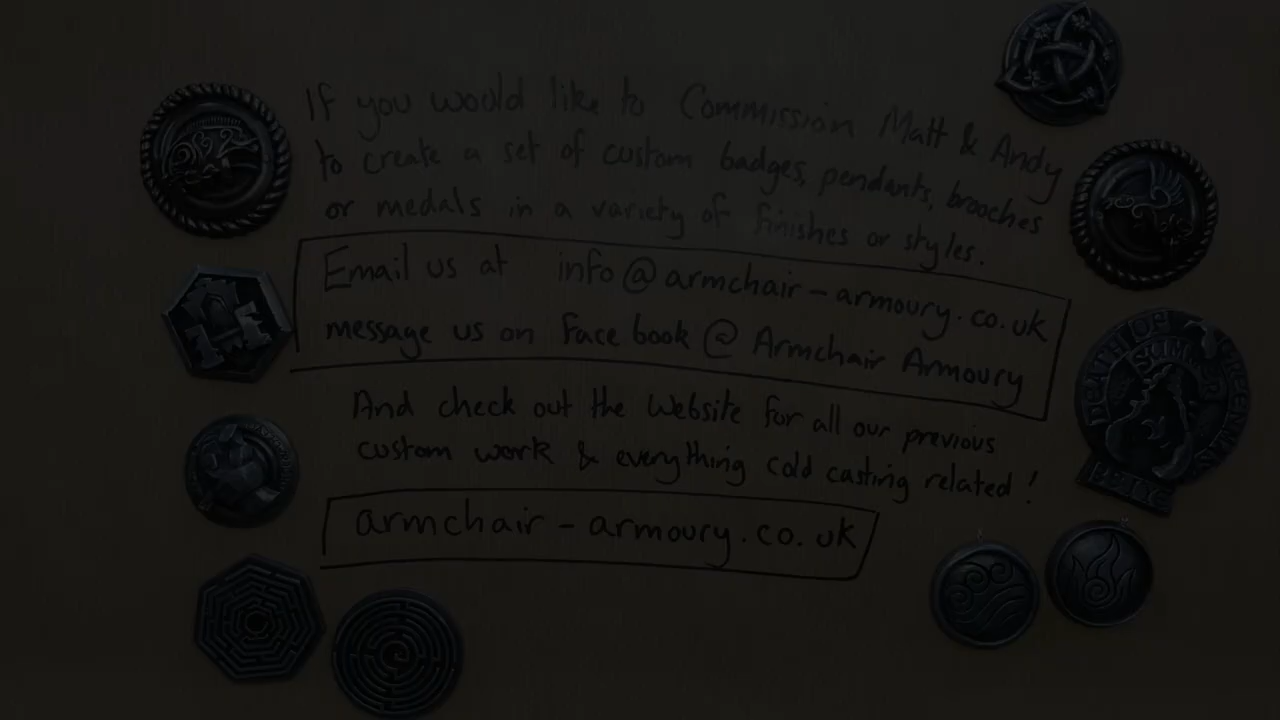 If you would like to Commission Matt & Andy
to create a set of custom badges, pendants, brooches
or medals in a variety of finishes or styles.
Email us at info@armchair-armoury.co.uk
message us on Facebook @ Armchair Armoury
And check out the Website for all our previous
custom work & everything cold casting related!
armchair-armoury.co.uk
DEATH OF
SUMMER